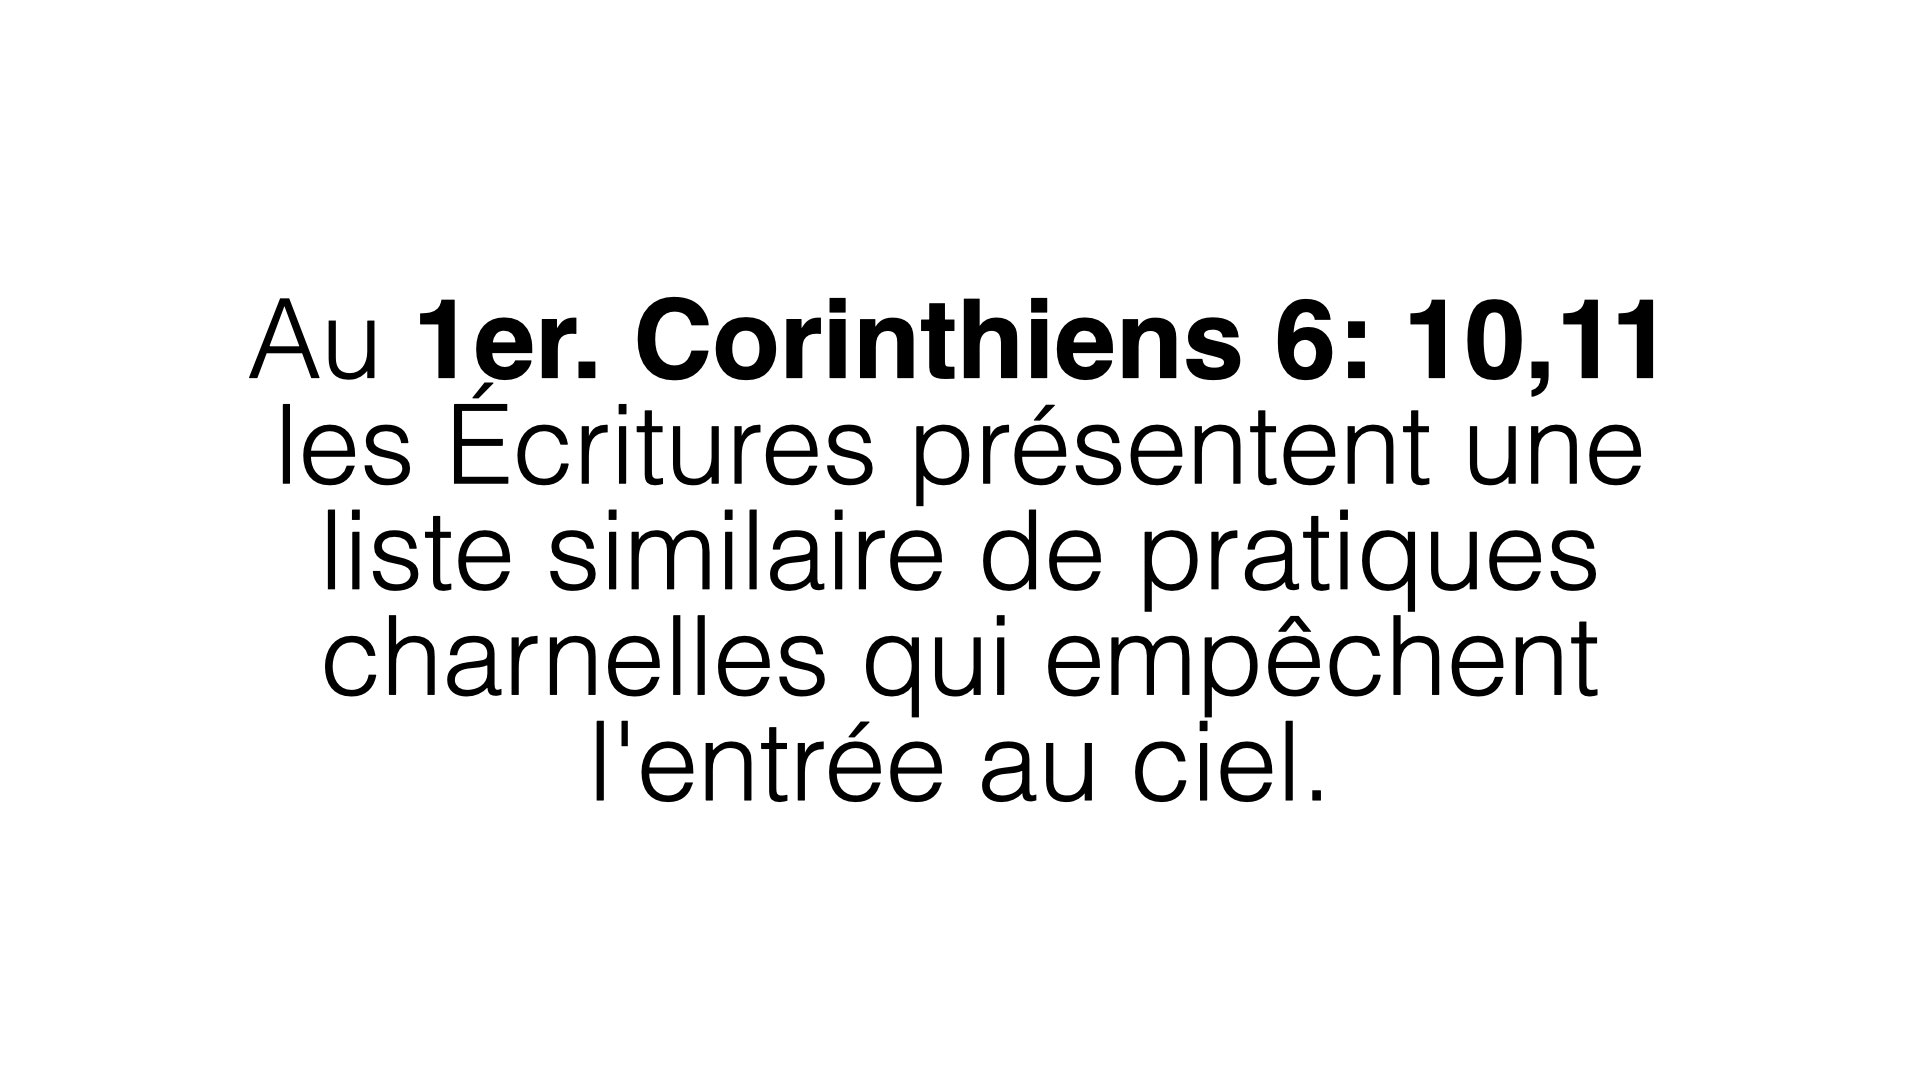 Au 1er. Corinthiens 6: 10,11
les Écritures présentent une
liste similaire de pratiques
charnelles qui empêchent
l'entrée au ciel.